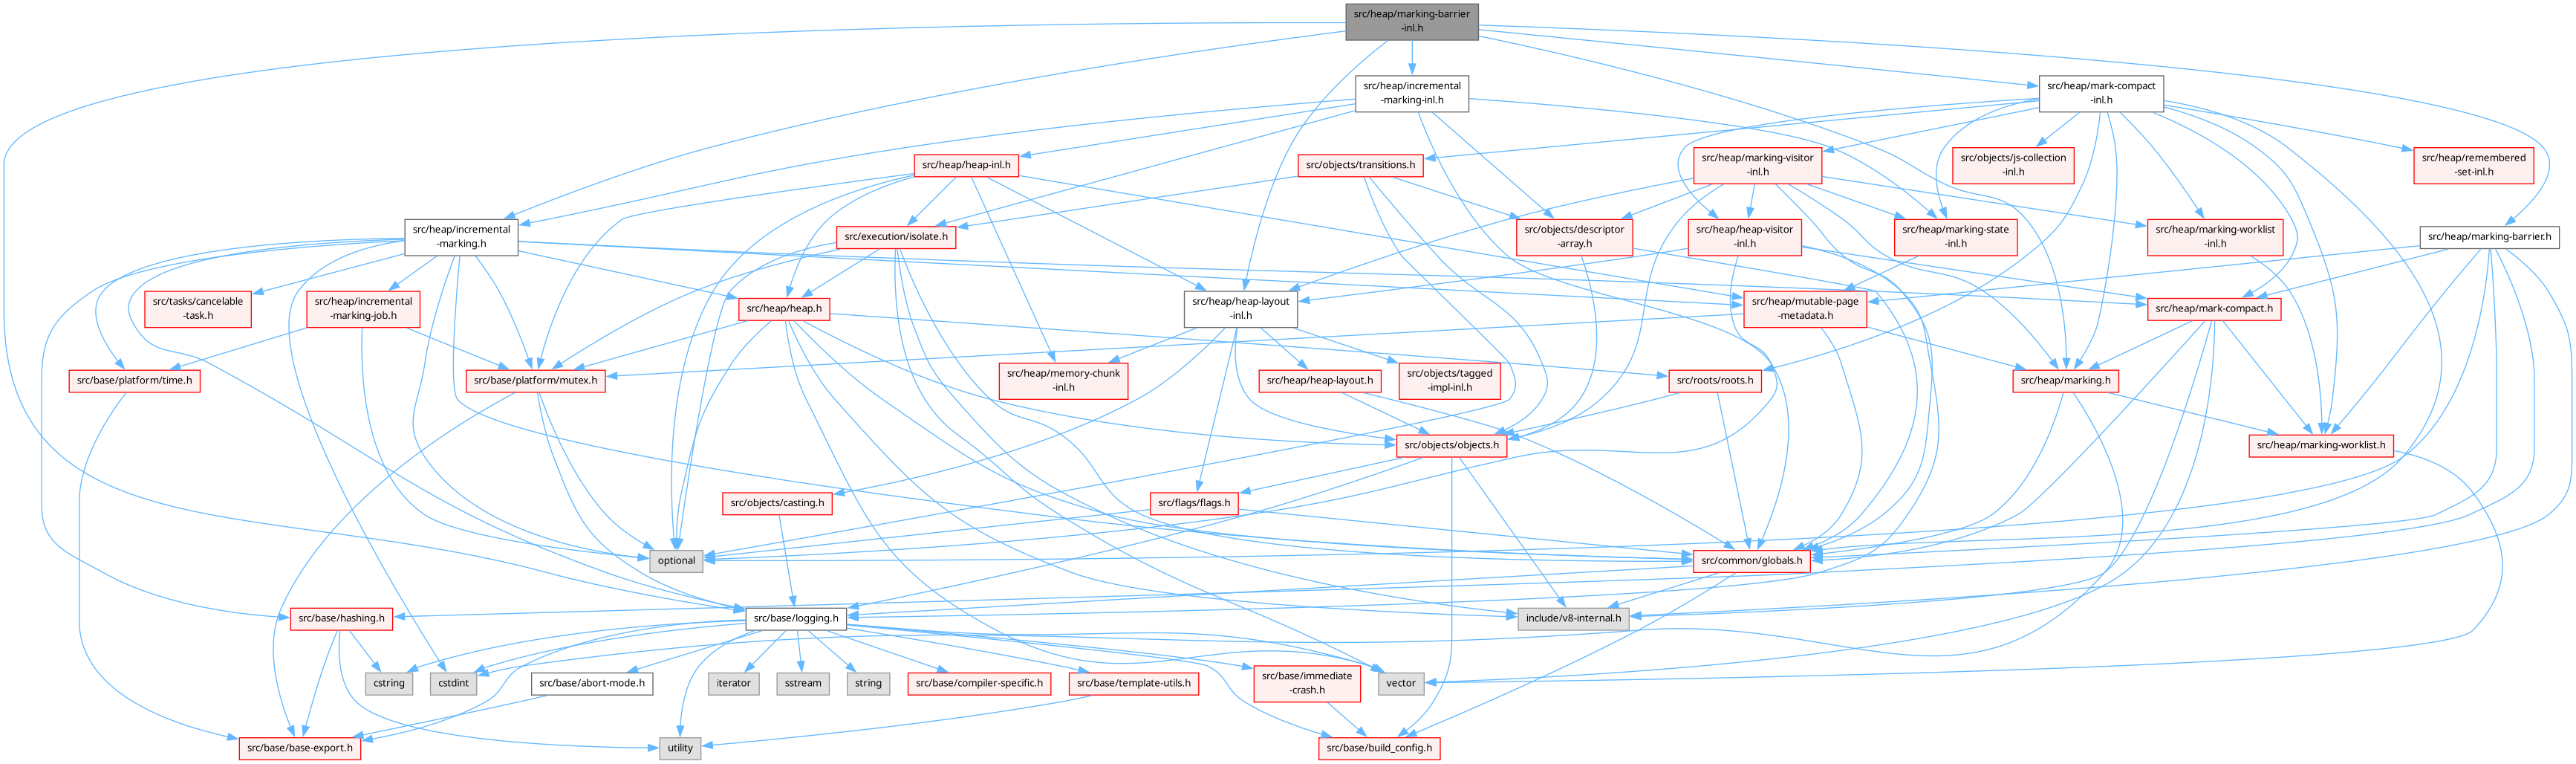 src/heap/marking-barrier
-inl.h
src/heap/incremental
-marking-inl.h
src/heap/mark-compact
-inl.h
src/heap/heap-inl.h
src/objects/transitions.h
src/heap/marking-visitor
-inl.h
src/objects/js-collection
-inl.h
src/heap/remembered
-set-inl.h
src/heap/incremental
-marking.h
src/execution/isolate.h
src/objects/descriptor
-array.h
src/heap/heap-visitor
-inl.h
src/heap/marking-state
-inl.h
src/heap/marking-worklist
-inl.h
src/heap/marking-barrier.h
src/tasks/cancelable
-task.h
src/heap/incremental
-marking-job.h
src/heap/heap.h
src/heap/heap-layout
-inl.h
src/heap/mutable-page
-metadata.h
src/heap/mark-compact.h
src/base/platform/time.h
src/base/platform/mutex.h
src/heap/memory-chunk
-inl.h
src/heap/heap-layout.h
src/objects/tagged
-impl-inl.h
src/roots/roots.h
src/heap/marking.h
src/objects/objects.h
src/heap/marking-worklist.h
src/objects/casting.h
src/flags/flags.h
optional
src/common/globals.h
src/base/hashing.h
src/base/logging.h
include/v8-internal.h
cstring
cstdint
src/base/abort-mode.h
iterator
sstream
string
src/base/compiler-specific.h
src/base/template-utils.h
src/base/immediate
-crash.h
vector
src/base/base-export.h
utility
src/base/build_config.h